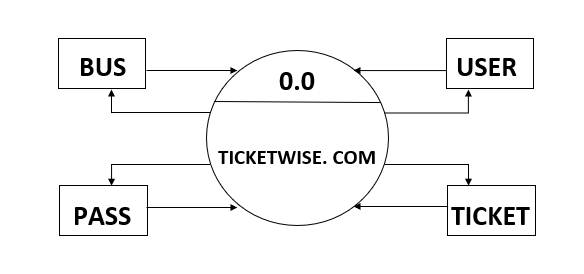 BUS
USER
0.0
TICKETWISE. COM
PASS
TICKET